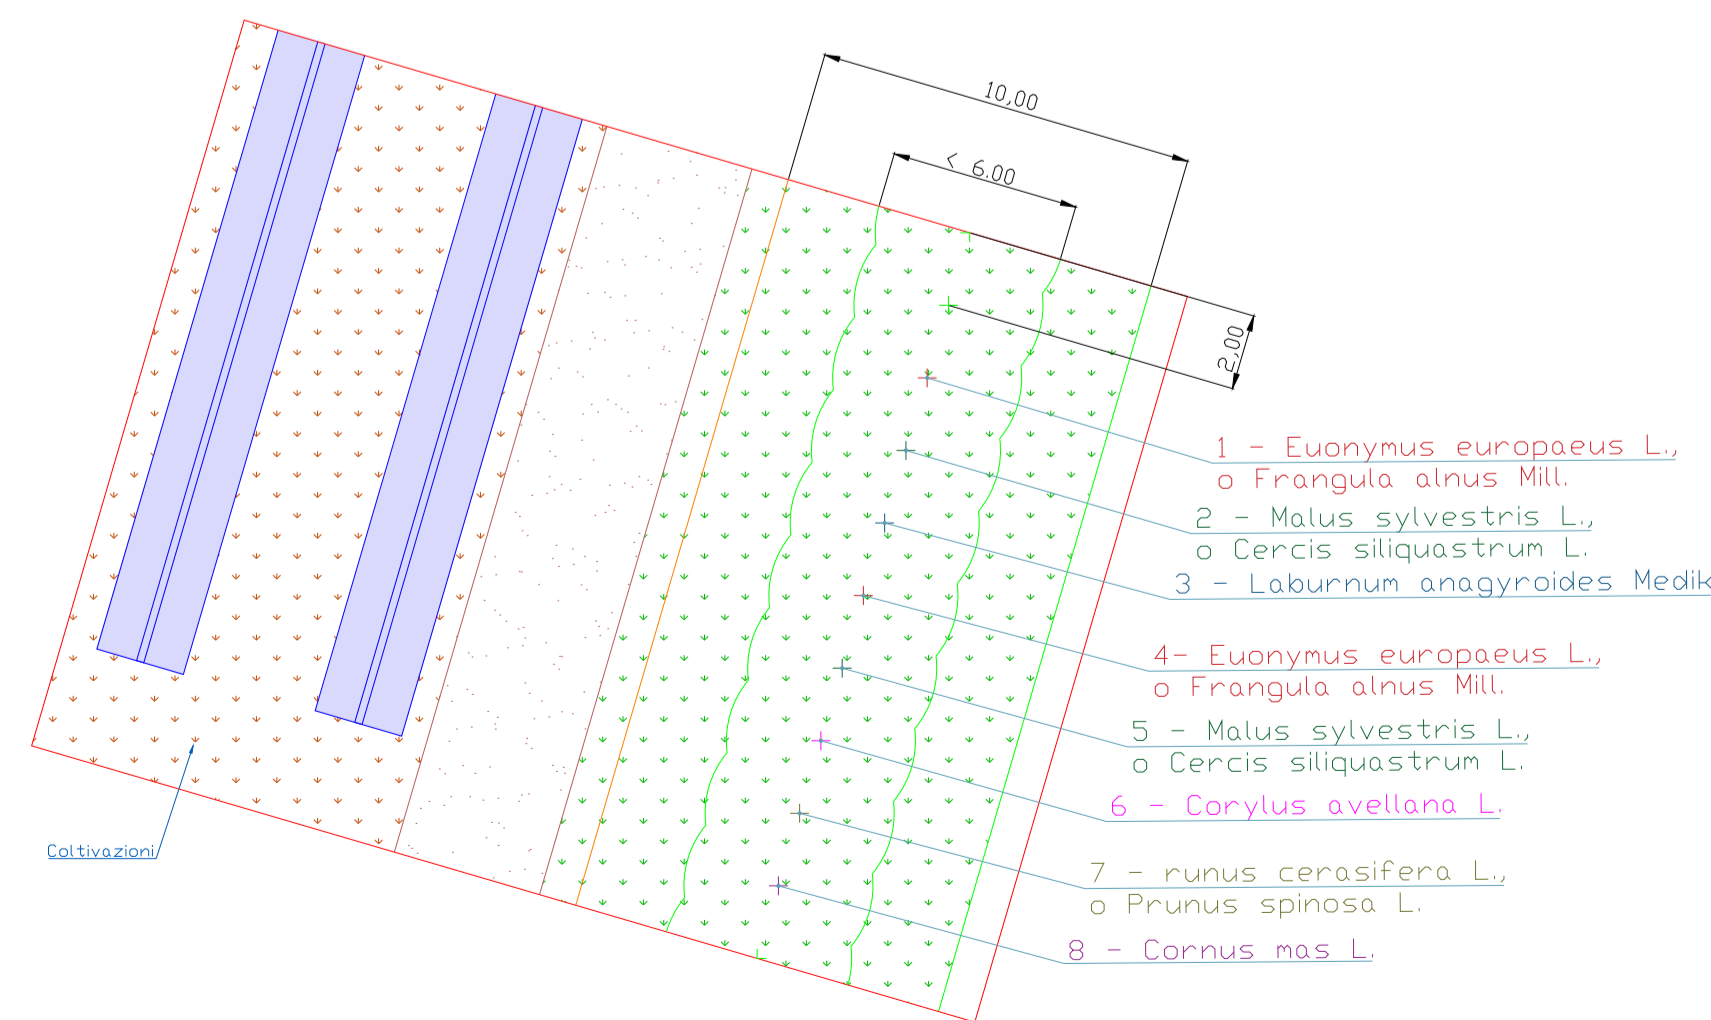 10,00
< 6.00
2,00
1 - Euonymus europaeus L.,
o Frangula alnus Mill.
2 - Malus sylvestris L.,
o Cercis siliquastrum L.
3 - Laburnum anagyroides Medik
4- Euonymus europaeus L.,
o Frangula alnus Mill.
5 - Malus sylvestris L.,
o Cercis siliquastrum L.
6 - Corylus avellana L.
Coltivazioni
7 - runus cerasifera L.,
o Prunus spinosa L.
8 - Cornus mas L.